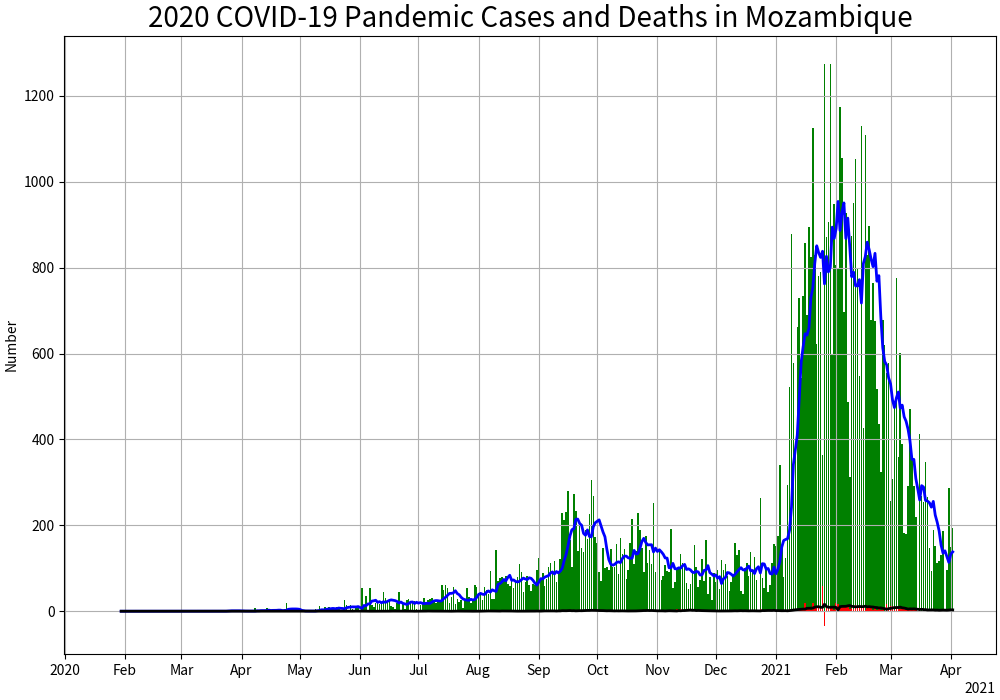 2020 COVID-19 Pandemic Cases and Deaths in Mozambique
Number
1200
1000
800
600
400
200
0
2020 Feb Mar Apr May Jun Jul Aug Sep Oct Nov Dec 2021 Feb Mar Apr
2021